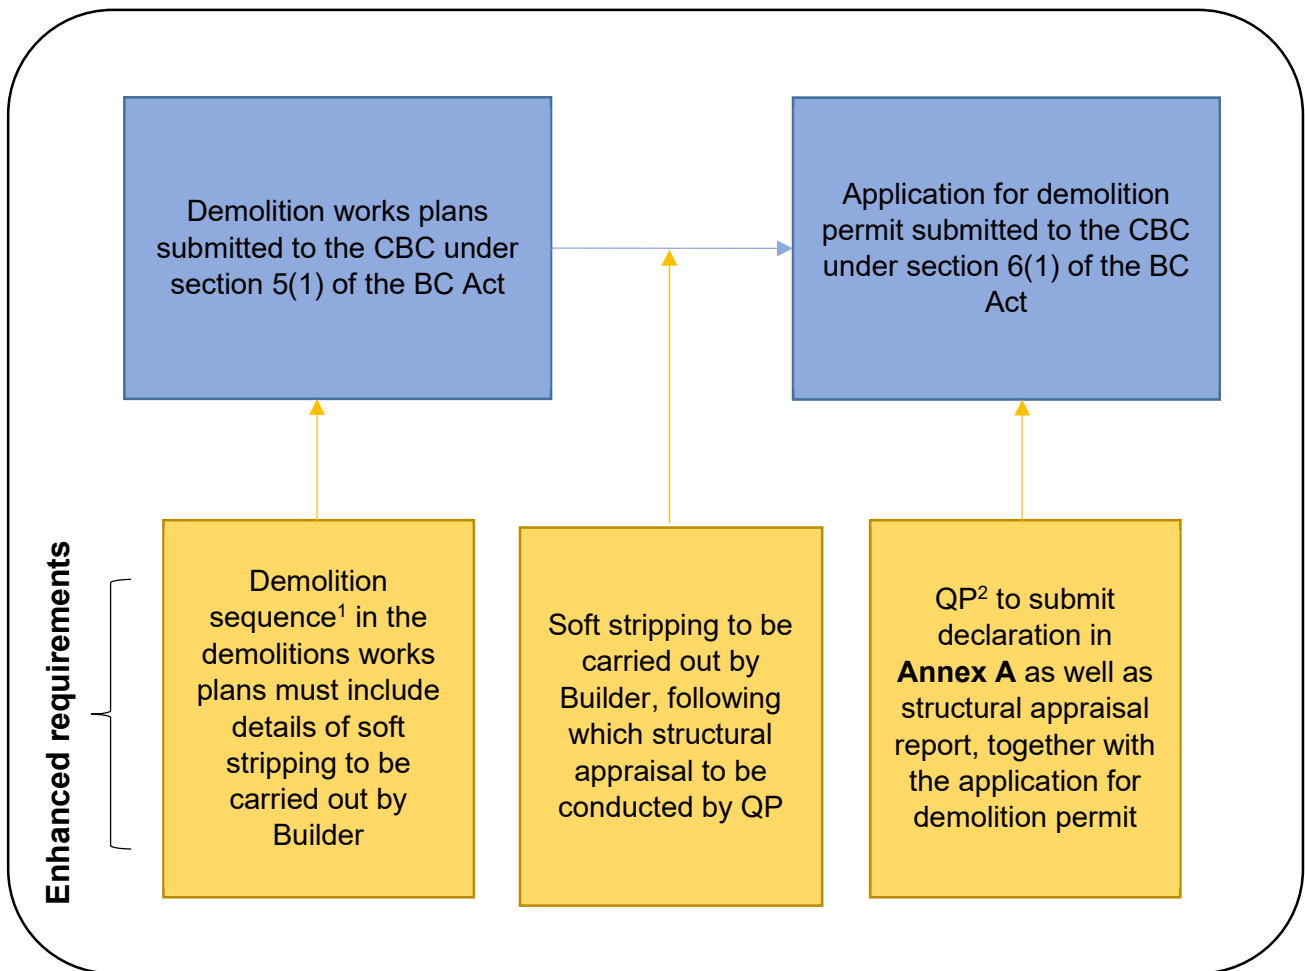 Demolition works plans
submitted to the CBC under
section 5(1) of the BC Act
Application for demolition
permit submitted to the CBC
under section 6(1) of the BC
Act
Enhanced requirements
Demolition
sequence¹ in the
demolitions works
plans must include
details of soft
stripping to be
carried out by
Builder
Soft stripping to be
carried out by
Builder, following
which structural
appraisal to be
conducted by QP
QP² to submit
declaration in
Annex A as well as
structural appraisal
report, together with
the application for
demolition permit